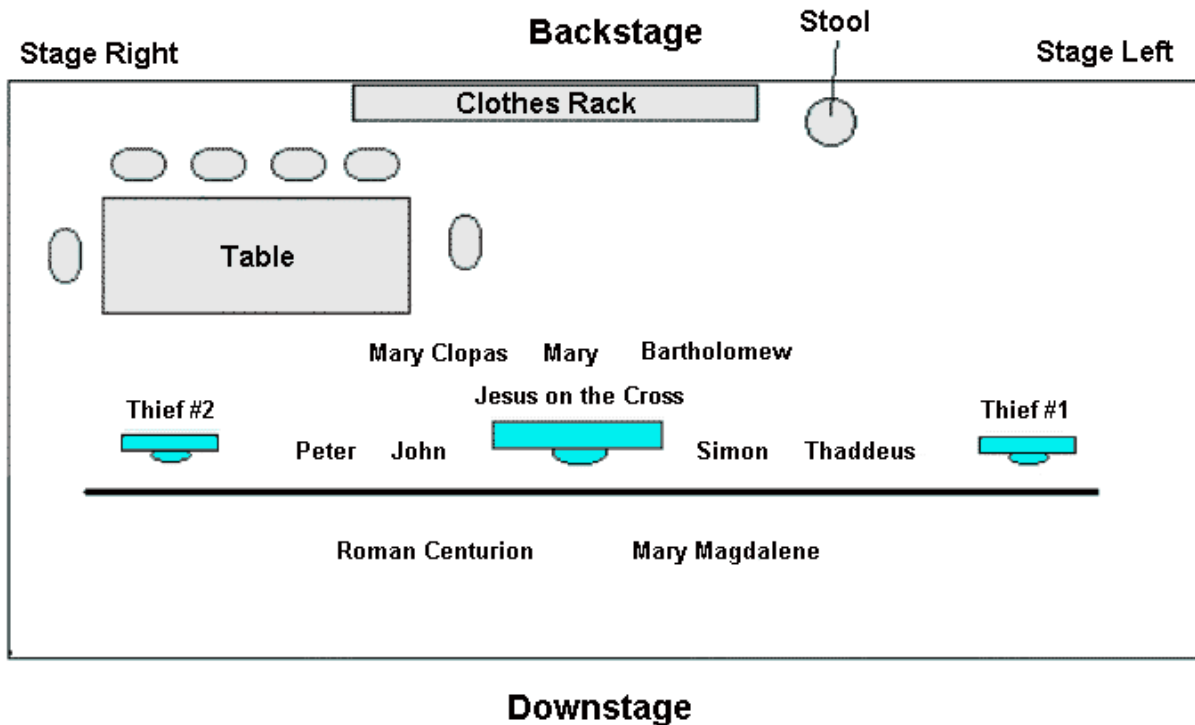 Backstage
Stool
Stage Right
Stage Left
Clothes Rack
Table
Mary Clopas Mary Bartholomew
Jesus on the Cross
Thief #2
Thief #1
Peter John Simon Thaddeus
Roman Centurion Mary Magdalene
Downstage